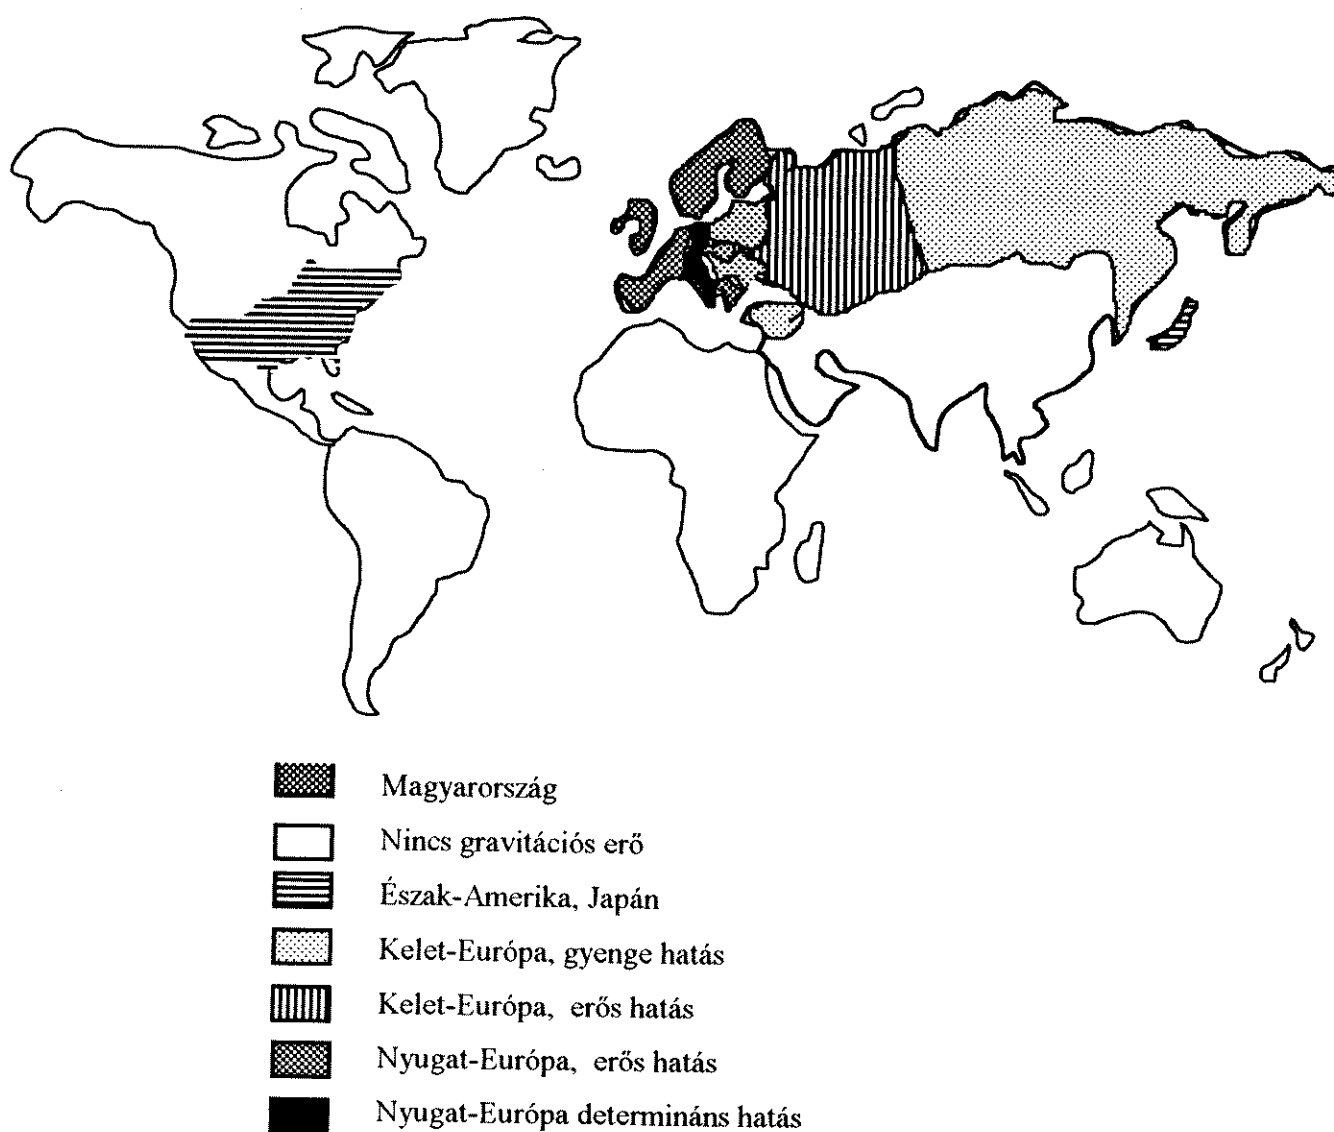 Magyarország
Nincs gravitációs erő
Észak-Amerika, Japán
Kelet-Európa, gyenge hatás
Kelet-Európa, erős hatás
Nyugat-Európa, erős hatás
Nyugat-Európa determináns hatás